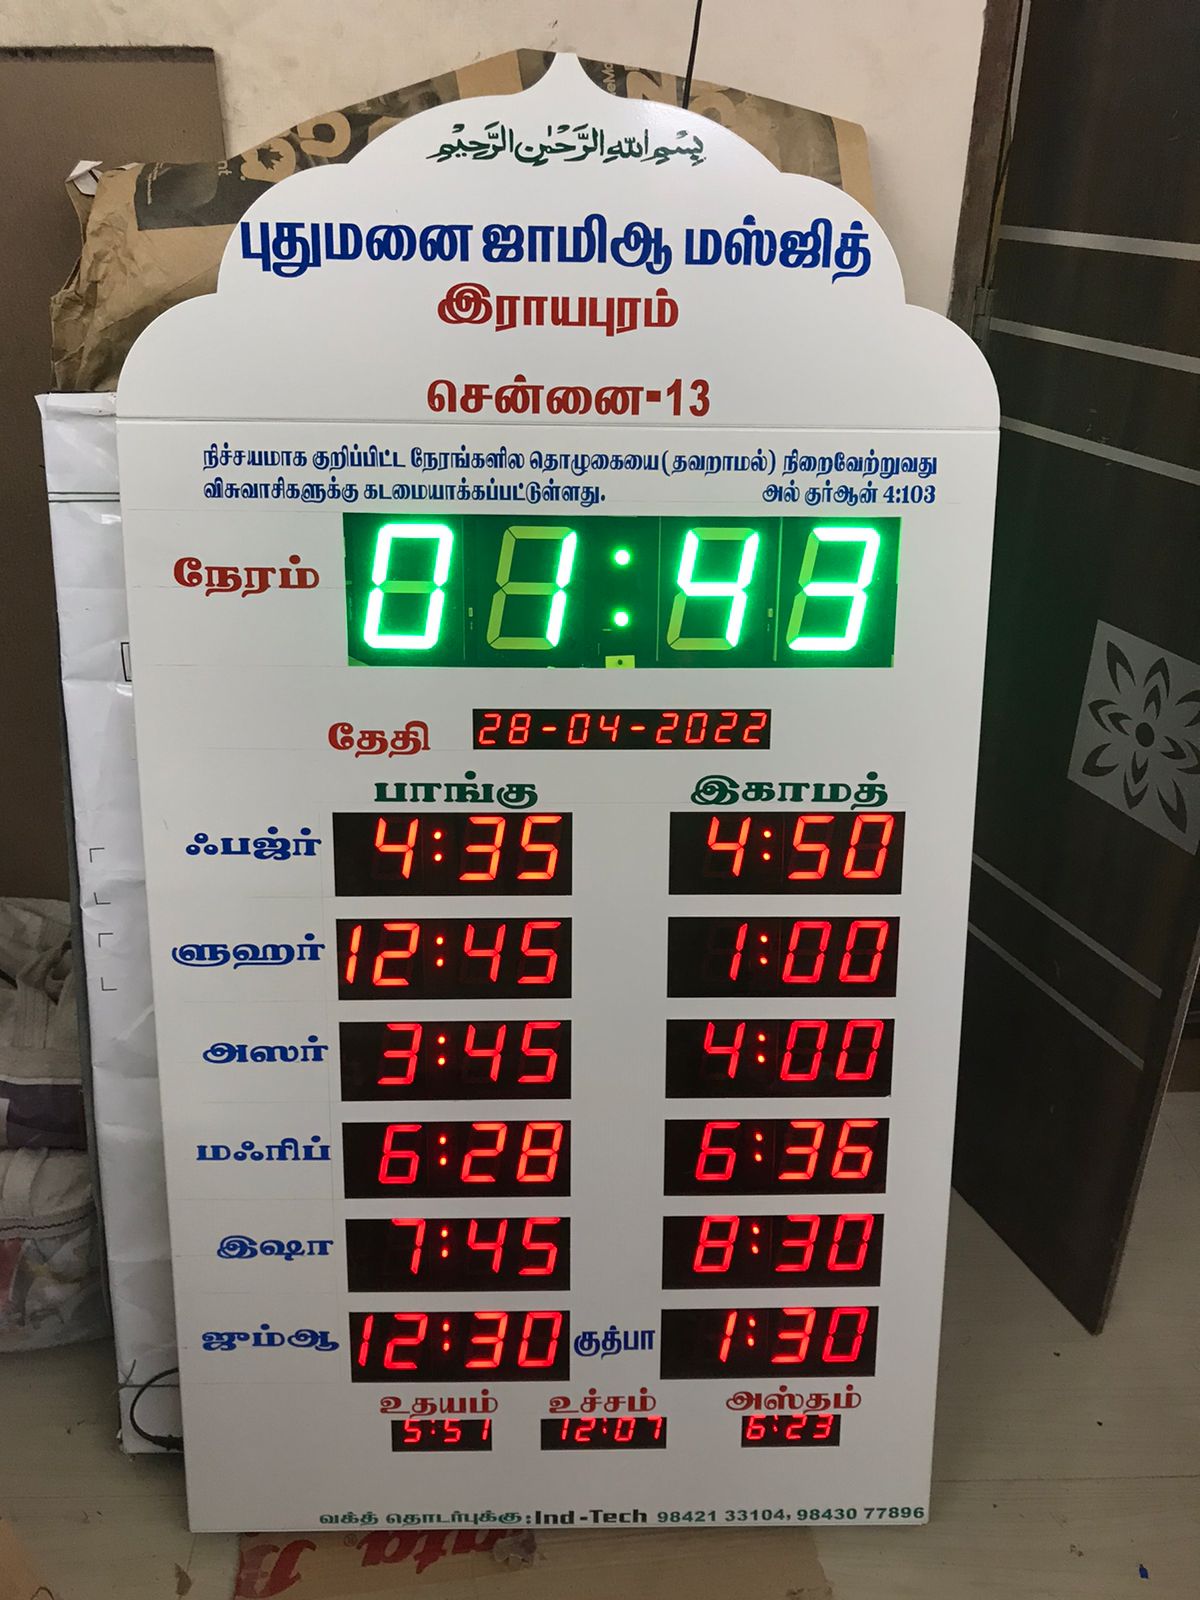 بِسْمِ اللهِ الرَّحْمٰنِ الرَّحِيْمِ
புதுமனை ஜாமிஆ மஸ்ஜித்
இராயபுரம்
சென்னை-13
நிச்சயமாக குறிப்பிட்ட நேரங்களில தொழுகையை(தவறாமல்) நிறைவேற்றுவது
விசுவாசிகளுக்கு கடமையாக்கப்பட்டுள்ளது. அல் குர்ஆன் 4:103
நேரம் 01:43
தேதி 28-04-2022
பாங்கு இகாமத்
ஃபஜ்ர் 4:35 4:50
ளுஹர் 12:45 1:00
அஸர் 3:45 4:00
மஃரிப் 6:28 6:36
இஷா 7:45 8:30
ஜும்ஆ 12:30 குத்பா 1:30
உதயம் உச்சம் அஸ்தம்
5:51 12:07 6:23
வக்த் தொடர்புக்கு:Ind-Tech 98421 33104, 98430 77896